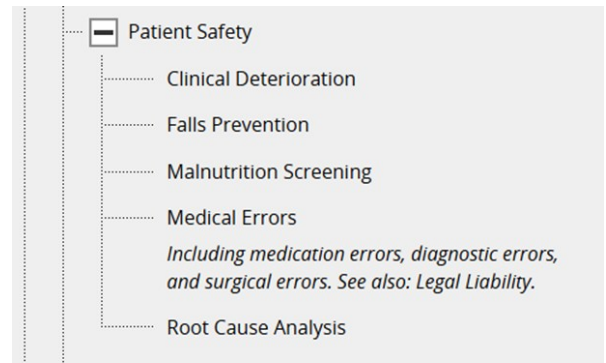 Patient Safety
Clinical Deterioration
Falls Prevention
Malnutrition Screening
Medical Errors
Including medication errors, diagnostic errors,
and surgical errors. See also: Legal Liability.
Root Cause Analysis